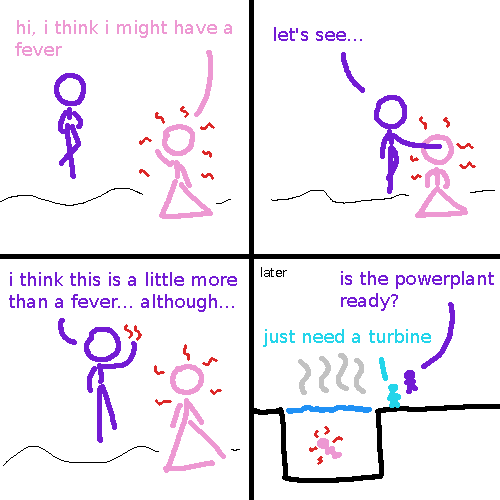 hi, i think i might have a
fever
let's see...
i think this is a little more
than a fever... although...
later
is the powerplant
ready?
just need a turbine